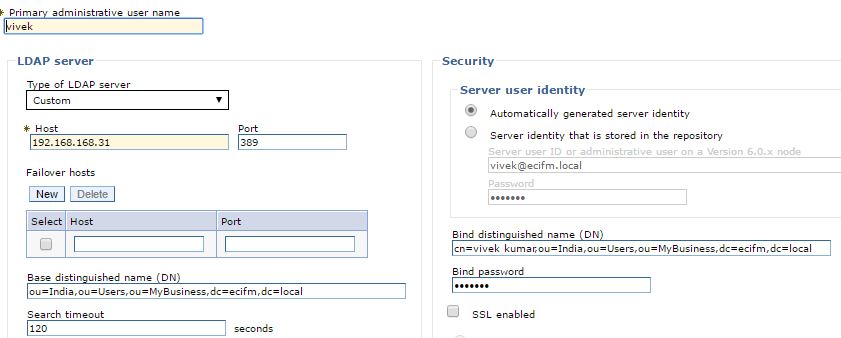 * Primary administrative user name
vivek
LDAP server
Type of LDAP server
Custom
* Host
Port
192.168.168.31
389
Failover hosts
New
Delete
Select
Host
Port
Base distinguished name (DN)
ou=India,ou=Users,ou=MyBusiness,dc=ecifm,dc=local
Search timeout
120
seconds
Security
Server user identity
Automatically generated server identity
Server identity that is stored in the repository
Server user ID or administrative user on a Version 6.0.x node
vivek@ecifm.local
Password
•••••••
Bind distinguished name (DN)
cn=vivek kumar,ou=India,ou=Users,ou=MyBusiness,dc=ecifm,dc=local
Bind password
•••••••
SSL enabled